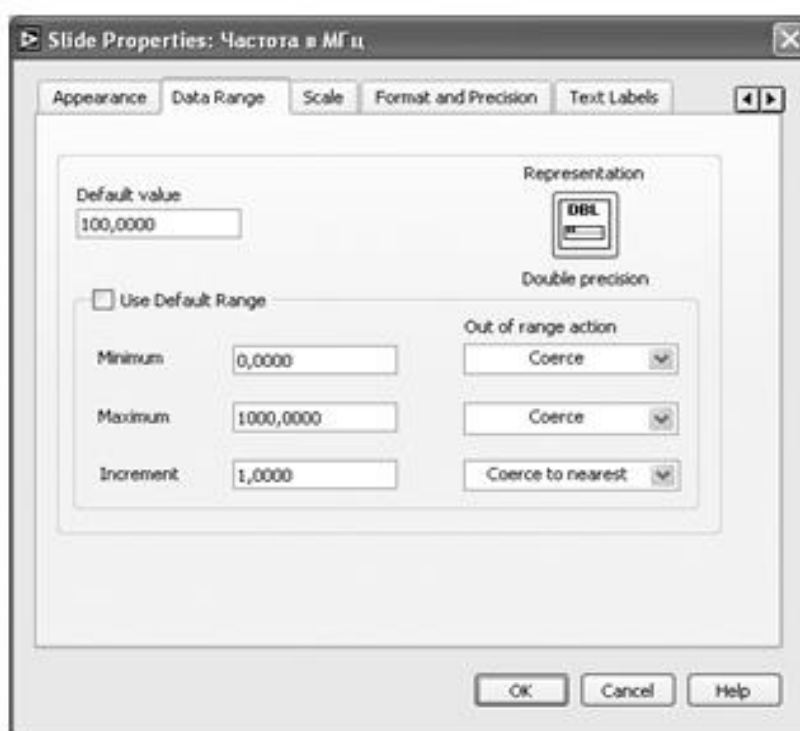 Slide Properties: Частота в МГц
Appearance Data Range Scale Format and Precision Text Labels
Default value
100,0000
Representation
DBL
Double precision
Use Default Range
Out of range action
Minimum 0,0000 Coerce
Maximum 1000,0000 Coerce
Increment 1,0000 Coerce to nearest
OK Cancel Help